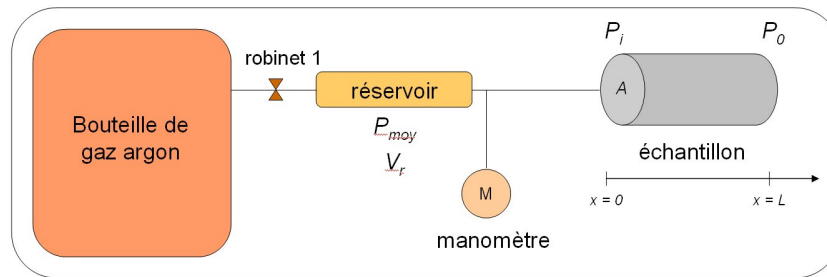 Bouteille de
gaz argon
robinet 1
réservoir
P_moy
V_r
M
manomètre
P_i
P_0
A
échantillon
x = 0
x = L